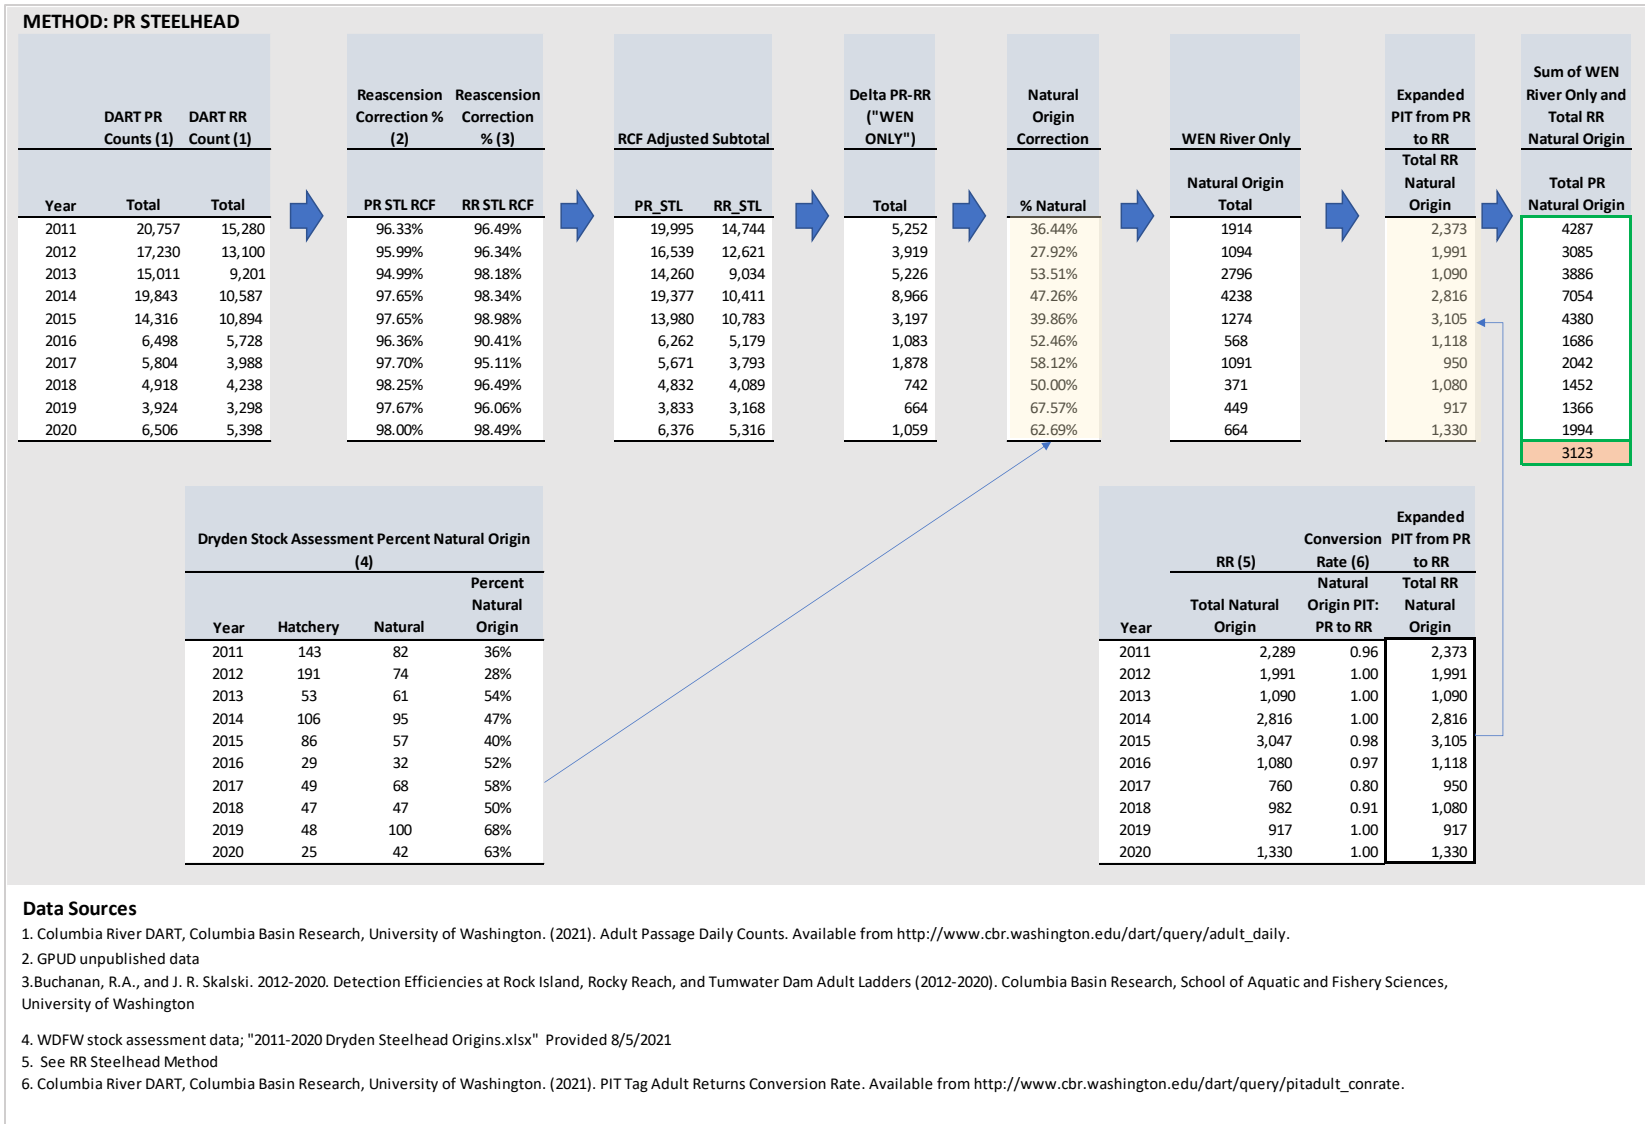 METHOD: PR STEELHEAD
DART PR Counts (1) DART RR Count (1)
Reascension Correction % (2) Reascension Correction % (3)
RCF Adjusted Subtotal
Delta PR-RR ("WEN ONLY")
Natural Origin Correction
WEN River Only
Expanded PIT from PR to RR
Sum of WEN River Only and Total RR Natural Origin
Year Total Total PR STL RCF RR STL RCF PR_STL RR_STL Total % Natural Natural Origin Total Total RR Natural Origin Total PR Natural Origin
2011 20,757 15,280 96.33% 96.49% 19,995 14,744 5,252 36.44% 1914 2,373 4287
2012 17,230 13,100 95.99% 96.34% 16,539 12,621 3,919 27.92% 1094 1,991 3085
2013 15,011 9,201 94.99% 98.18% 14,260 9,034 5,226 53.51% 2796 1,090 3886
2014 19,843 10,587 97.65% 98.34% 19,377 10,411 8,966 47.26% 4238 2,816 7054
2015 14,316 10,894 97.65% 98.98% 13,980 10,783 3,197 39.86% 1274 3,105 4380
2016 6,498 5,728 96.36% 90.41% 6,262 5,179 1,083 52.46% 568 1,118 1686
2017 5,804 3,988 97.70% 95.11% 5,671 3,793 1,878 58.12% 1091 950 2042
2018 4,918 4,238 98.25% 96.49% 4,832 4,089 742 50.00% 371 1,080 1452
2019 3,924 3,298 97.67% 96.06% 3,833 3,168 664 67.57% 449 917 1366
2020 6,506 5,398 98.00% 98.49% 6,376 5,316 1,059 62.69% 664 1,330 1994
3123
Dryden Stock Assessment Percent Natural Origin
(4)
Year Hatchery Natural Percent Natural Origin
2011 143 82 36%
2012 191 74 28%
2013 53 61 54%
2014 106 95 47%
2015 86 57 40%
2016 29 32 52%
2017 49 68 58%
2018 47 47 50%
2019 48 100 68%
2020 25 42 63%
RR (5) Conversion Rate (6) Expanded PIT from PR to RR
Year Total Natural Origin Natural Origin PIT: PR to RR Total RR Natural Origin
2011 2,289 0.96 2,373
2012 1,991 1.00 1,991
2013 1,090 1.00 1,090
2014 2,816 1.00 2,816
2015 3,047 0.98 3,105
2016 1,080 0.97 1,118
2017 760 0.80 950
2018 982 0.91 1,080
2019 917 1.00 917
2020 1,330 1.00 1,330
Data Sources
1. Columbia River DART, Columbia Basin Research, University of Washington. (2021). Adult Passage Daily Counts. Available from http://www.cbr.washington.edu/dart/query/adult_daily.
2. GPUD unpublished data
3.Buchanan, R.A., and J. R. Skalski. 2012-2020. Detection Efficiencies at Rock Island, Rocky Reach, and Tumwater Dam Adult Ladders (2012-2020). Columbia Basin Research, School of Aquatic and Fishery Sciences,
University of Washington
4. WDFW stock assessment data; "2011-2020 Dryden Steelhead Origins.xlsx" Provided 8/5/2021
5. See RR Steelhead Method
6. Columbia River DART, Columbia Basin Research, University of Washington. (2021). PIT Tag Adult Returns Conversion Rate. Available from http://www.cbr.washington.edu/dart/query/pitadult_conrate.